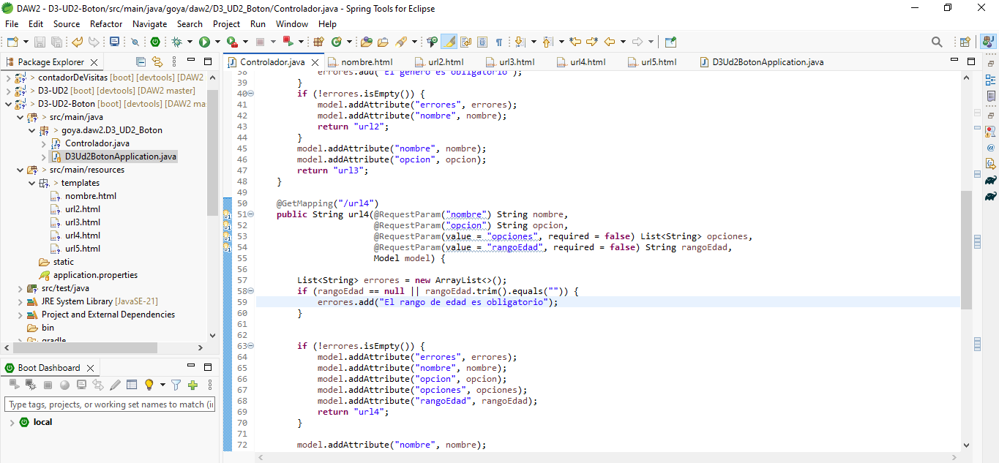 DAW2 - D3-UD2-Boton/src/main/java/goya/daw2/D3_UD2_Boton/Controlador.java - Spring Tools for Eclipse
File Edit Source Refactor Navigate Search Project Run Window Help
Package Explorer
Controlador.java nombre.html url2.html url3.html url4.html url5.html D3Ud2BotonApplication.java
> contadorDeVisitas [boot] [devtools] [DAW2
> D3-UD2 [boot] [devtools] [DAW2 master]
> D3-UD2-Boton [boot] [devtools] [DAW2 ma
> src/main/java
> goya.daw2.D3_UD2_Boton
Controlador.java
D3Ud2BotonApplication.java
> src/main/resources
> templates
nombre.html
url2.html
url3.html
url4.html
url5.html
static
application.properties
src/test/java
JRE System Library [JavaSE-21]
Project and External Dependencies
bin
gradle
Boot Dashboard
Type tags, projects, or working set names to match (i
local
38 errores.add("El genero es obligatorio");
39 }
40 if (!errores.isEmpty()) {
41 model.addAttribute("errores", errores);
42 model.addAttribute("nombre", nombre);
43 return "url2";
44 }
45 model.addAttribute("nombre", nombre);
46 model.addAttribute("opcion", opcion);
47 return "url3";
48 }
49
50 @GetMapping("/url4")
51 public String url4(@RequestParam("nombre") String nombre,
52 @RequestParam("opcion") String opcion,
53 @RequestParam(value = "opciones", required = false) List<String> opciones,
54 @RequestParam(value = "rangoEdad", required = false) String rangoEdad,
55 Model model) {
56
57 List<String> errores = new ArrayList<>();
58 if (rangoEdad == null || rangoEdad.trim().equals("")) {
59 errores.add("El rango de edad es obligatorio");
60 }
61
62
63 if (!errores.isEmpty()) {
64 model.addAttribute("errores", errores);
65 model.addAttribute("nombre", nombre);
66 model.addAttribute("opcion", opcion);
67 model.addAttribute("opciones", opciones);
68 model.addAttribute("rangoEdad", rangoEdad);
69 return "url4";
70 }
71
72 model.addAttribute("nombre", nombre);